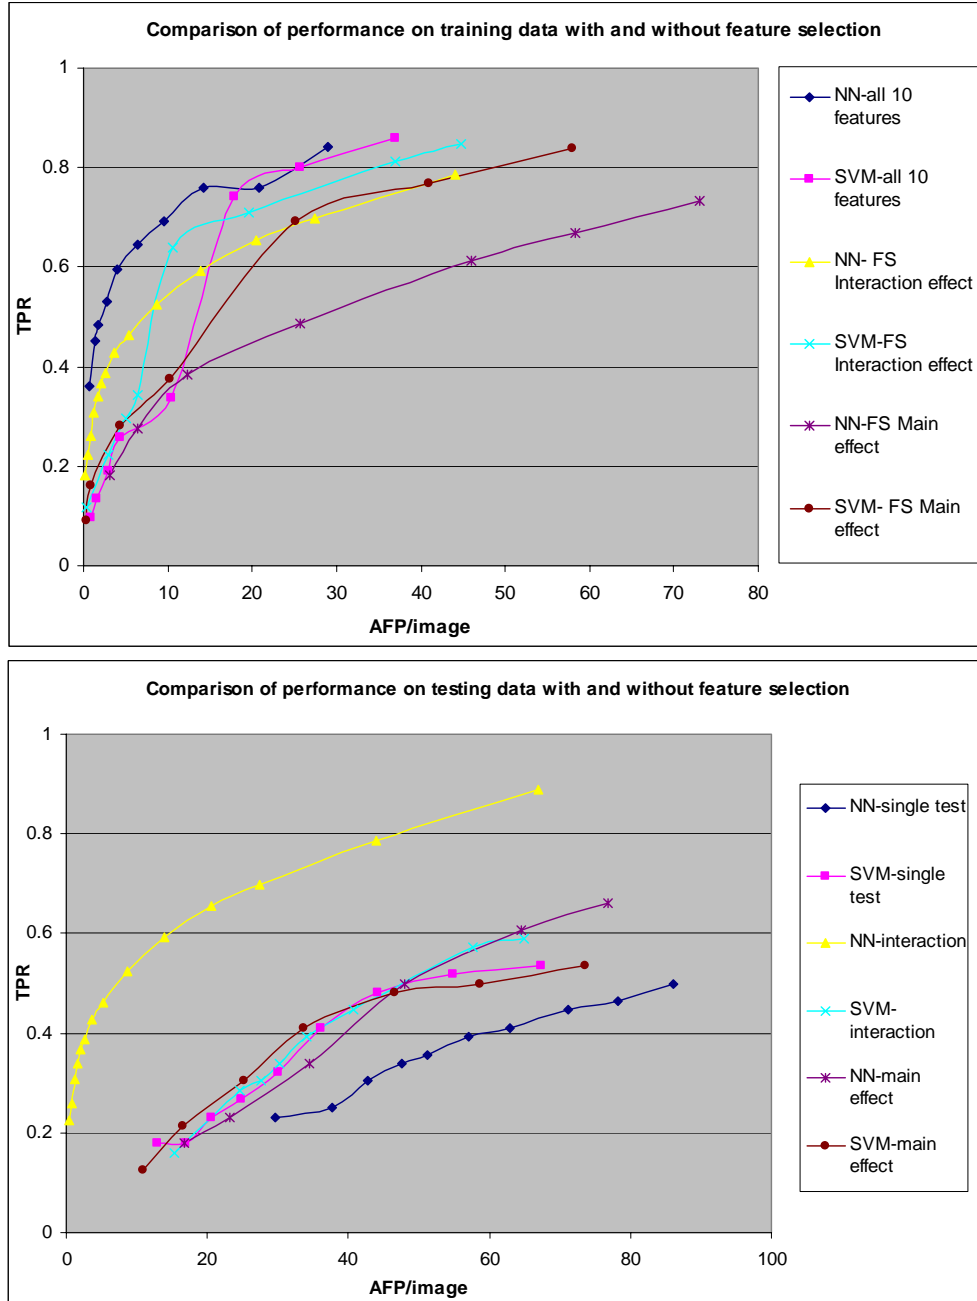 Comparison of performance on training data with and without feature selection
1
0.8
0.6
0.4
0.2
0
TPR
0 10 20 30 40 50 60 70 80
AFP/image
NN-all 10
features
SVM-all 10
features
NN- FS
Interaction effect
SVM-FS
Interaction effect
NN-FS Main
effect
SVM- FS Main
effect
Comparison of performance on testing data with and without feature selection
1
0.8
0.6
0.4
0.2
0
TPR
0 20 40 60 80 100
AFP/image
NN-single test
SVM-single
test
NN-interaction
SVM-
interaction
NN-main
effect
SVM-main
effect